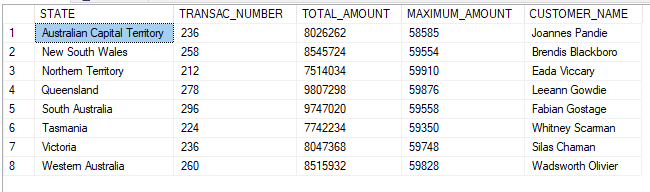 STATE TRANSAC_NUMBER TOTAL_AMOUNT MAXIMUM_AMOUNT CUSTOMER_NAME
1 Australian Capital Territory 236 8026262 58585 Joannes Pandie
2 New South Wales 258 8545724 59554 Brendis Blackboro
3 Northern Territory 212 7514034 59910 Eada Viccary
4 Queensland 278 9807298 59876 Leeann Gowdie
5 South Australia 296 9747020 59558 Fabian Gostage
6 Tasmania 224 7742234 59350 Whitney Scarman
7 Victoria 236 8047368 59748 Silas Chaman
8 Western Australia 260 8515932 59828 Wadsworth Olivier